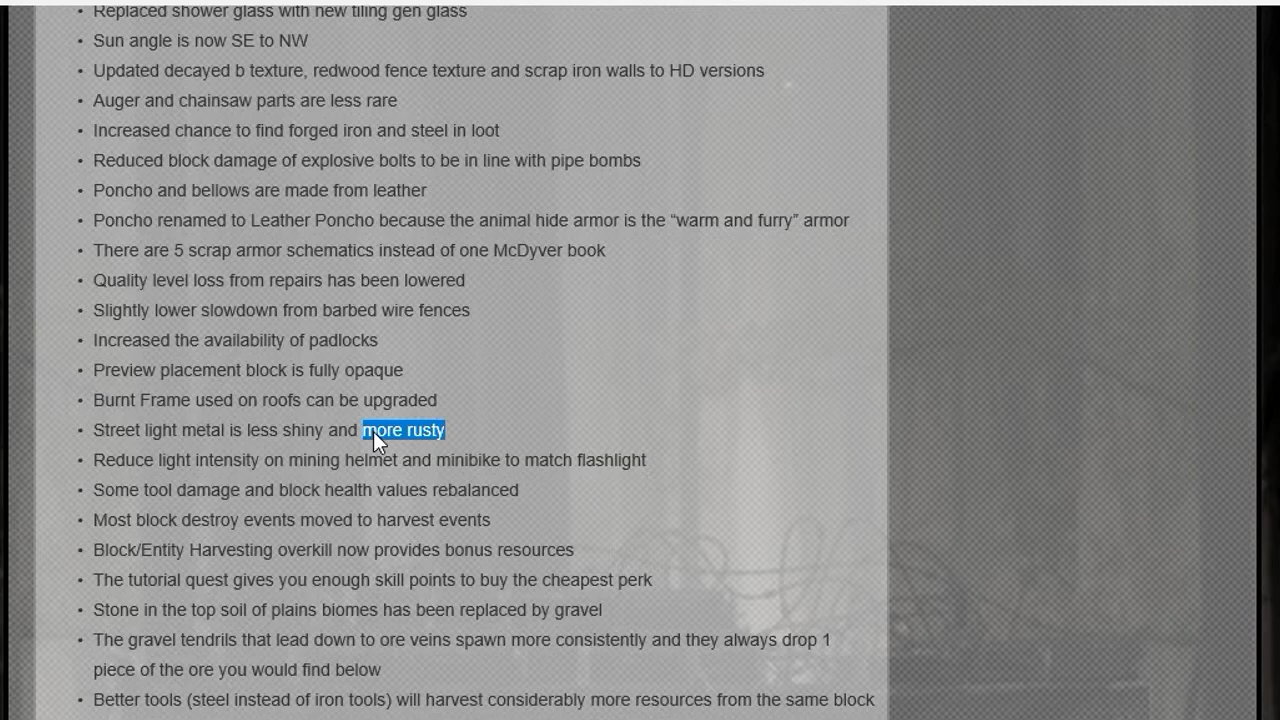 • Replaced shower glass with new tiling gen glass
• Sun angle is now SE to NW
• Updated decayed b texture, redwood fence texture and scrap iron walls to HD versions
• Auger and chainsaw parts are less rare
• Increased chance to find forged iron and steel in loot
• Reduced block damage of explosive bolts to be in line with pipe bombs
• Poncho and bellows are made from leather
• Poncho renamed to Leather Poncho because the animal hide armor is the “warm and furry” armor
• There are 5 scrap armor schematics instead of one McDyver book
• Quality level loss from repairs has been lowered
• Slightly lower slowdown from barbed wire fences
• Increased the availability of padlocks
• Preview placement block is fully opaque
• Burnt Frame used on roofs can be upgraded
• Street light metal is less shiny and more rusty
• Reduce light intensity on mining helmet and minibike to match flashlight
• Some tool damage and block health values rebalanced
• Most block destroy events moved to harvest events
• Block/Entity Harvesting overkill now provides bonus resources
• The tutorial quest gives you enough skill points to buy the cheapest perk
• Stone in the top soil of plains biomes has been replaced by gravel
• The gravel tendrils that lead down to ore veins spawn more consistently and they always drop 1
piece of the ore you would find below
• Better tools (steel instead of iron tools) will harvest considerably more resources from the same block